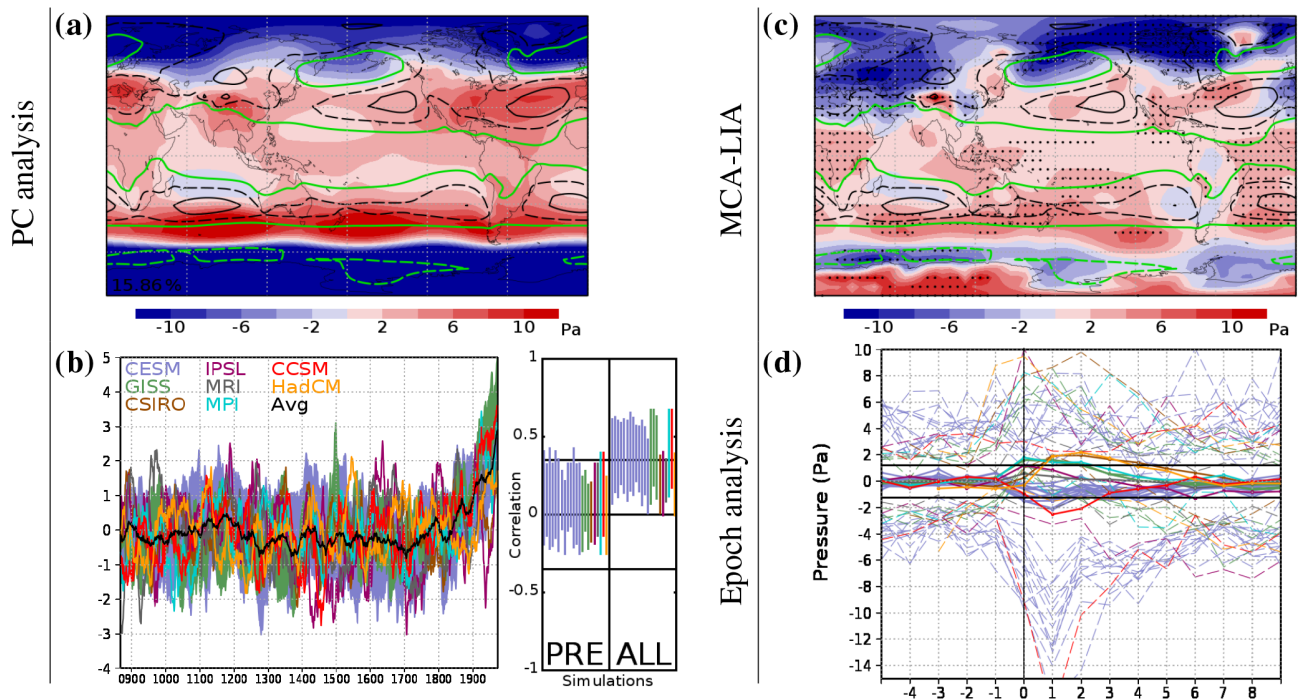 (a)
PC analysis
15.86%
-10 -6 -2 2 6 10 Pa
(c)
MCA-LIA
-10 -6 -2 2 6 10 Pa
(b)
5
4
3
2
1
0
-1
-2
-3
-4
CESM IPSL CCSM
GISS MRI HadCM
CSIRO MPI Avg
0900 1000 1100 1200 1300 1400 1500 1600 1700 1800 1900
1
0.5
0
-0.5
-1
Correlation
PRE ALL
Simulations
Epoch analysis
(d)
Pressure (Pa)
10
8
6
4
2
0
-2
-4
-6
-8
-10
-12
-14
-4 -3 -2 -1 0 1 2 3 4 5 6 7 8